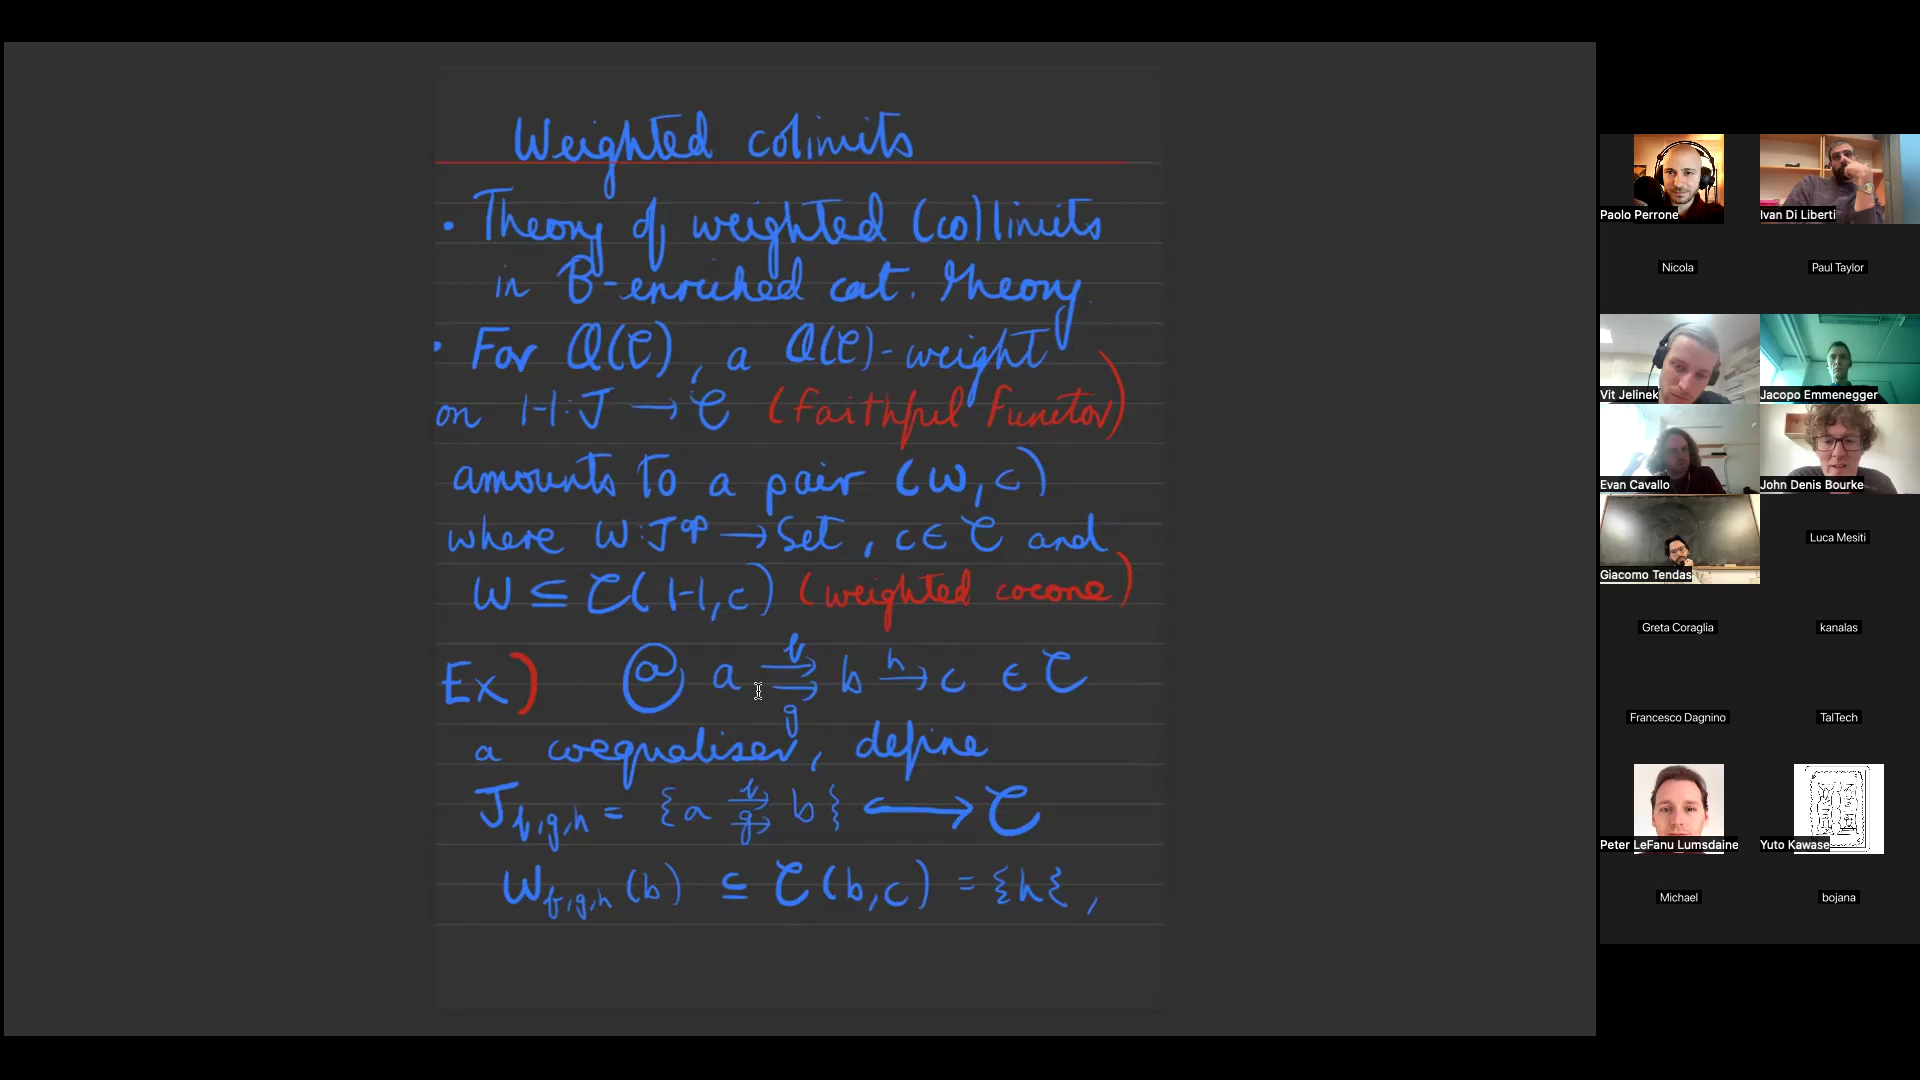 Weighted colimits
• Theory of weighted (co)limits
in B-enriched cat. theory.
• For Q(C), a Q(C)-weight
on |-|: J → C (faithful functor)
amounts to a pair (W, c)
where W: J^op → Set, c ∈ C and
W ⊆ C(|-|, c) (weighted cocone)
Ex) @ a f⇉g b h→ c ∈ C
a coequaliser, define
J_f,g,h = {a f⇉g b} ⟷ C
W_f,g,h (b) ⊆ C(b,c) = {h},
Paolo Perrone
Ivan Di Liberti
Nicola
Paul Taylor
Vit Jelinek
Jacopo Emmenegger
Evan Cavallo
John Denis Bourke
Giacomo Tendas
Luca Mesiti
Greta Coraglia
kanalas
Francesco Dagnino
TalTech
Peter LeFanu Lumsdaine
Yuto Kawase
Michael
bojana